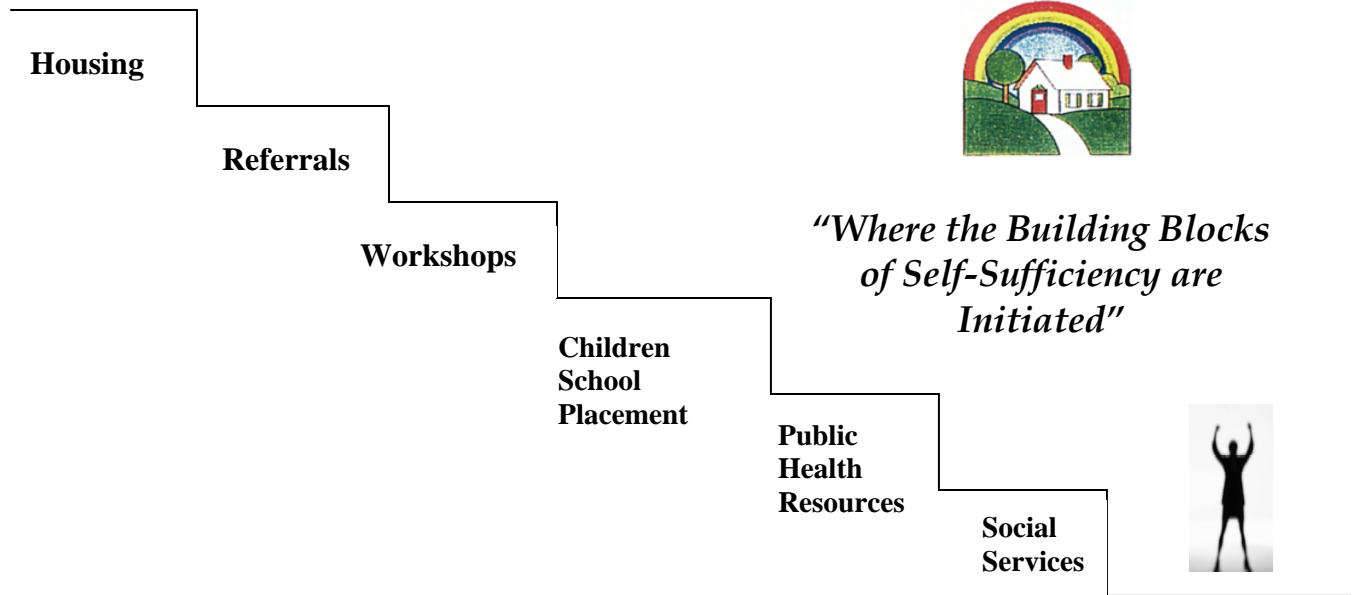 Housing
Referrals
Workshops
“Where the Building Blocks
of Self-Sufficiency are
Initiated”
Children
School
Placement
Public
Health
Resources
Social
Services